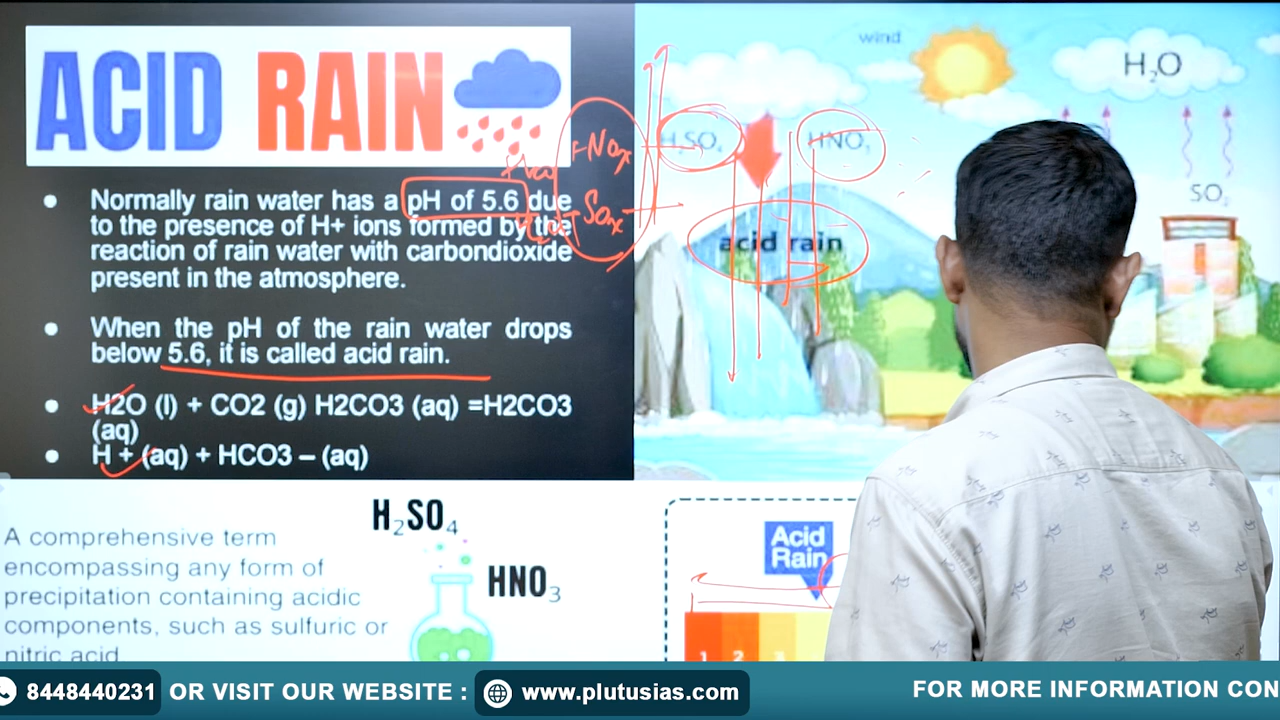 ACID RAIN
Normally rain water has a pH of 5.6 due
to the presence of H+ ions formed by the
reaction of rain water with carbondioxide
present in the atmosphere.
When the pH of the rain water drops
below 5.6, it is called acid rain.
H2O (l) + CO2 (g) H2CO3 (aq) =H2CO3
(aq)
H + (aq) + HCO3 – (aq)
NOx
SOx
wind
H2O
H2SO4
HNO3
SO2
acid rain
A comprehensive term
encompassing any form of
precipitation containing acidic
components, such as sulfuric or
nitric acid
H2SO4
HNO3
Acid
Rain
1 2 3
8448440231 OR VISIT OUR WEBSITE : www.plutusias.com
FOR MORE INFORMATION CON